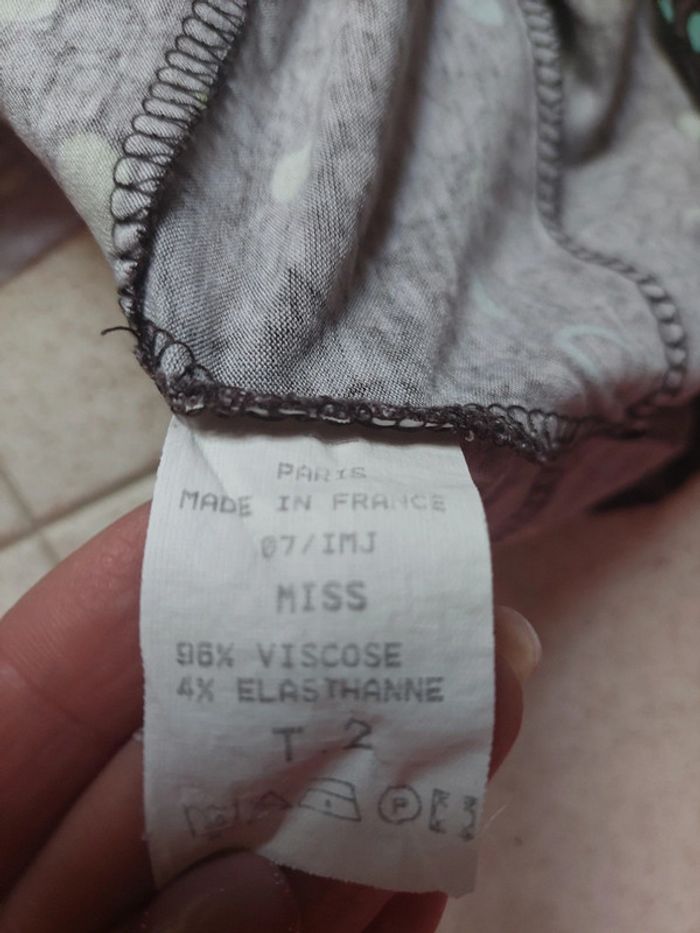 PARIS
MADE IN FRANCE
07/IMJ
MISS
96% VISCOSE
4% ELASTHANNE
T.2
P